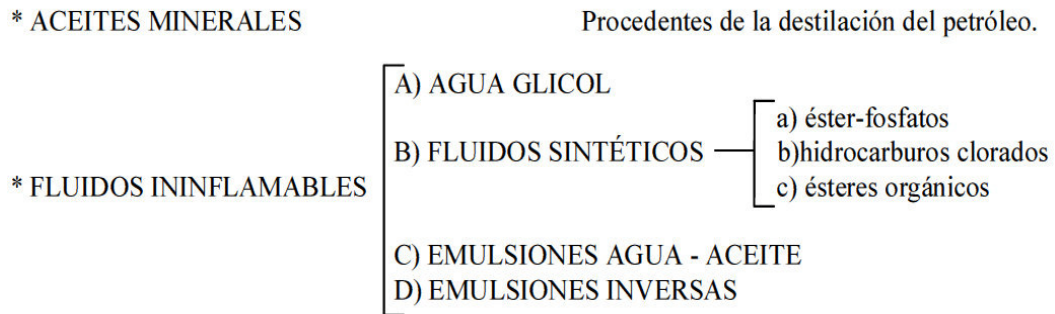 * ACEITES MINERALES Procedentes de la destilación del petróleo.
A) AGUA GLICOL
a) éster-fosfatos
B) FLUIDOS SINTÉTICOS b)hidrocarburos clorados
* FLUIDOS ININFLAMABLES c) ésteres orgánicos
C) EMULSIONES AGUA - ACEITE
D) EMULSIONES INVERSAS